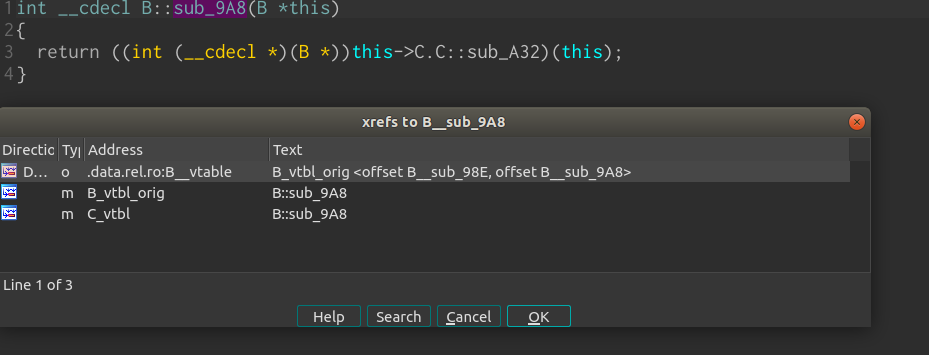 1 int __cdecl B::sub_9A8(B *this)
2 {
3 return ((int (__cdecl *)(B *))this->C.C::sub_A32)(this);
4 }
xrefs to B__sub_9A8
Directio Ty Address Text
D... o .data.rel.ro:B__vtable B_vtbl_orig <offset B__sub_98E, offset B__sub_9A8>
m B_vtbl_orig B::sub_9A8
m C_vtbl B::sub_9A8
Line 1 of 3
Help Search Cancel OK